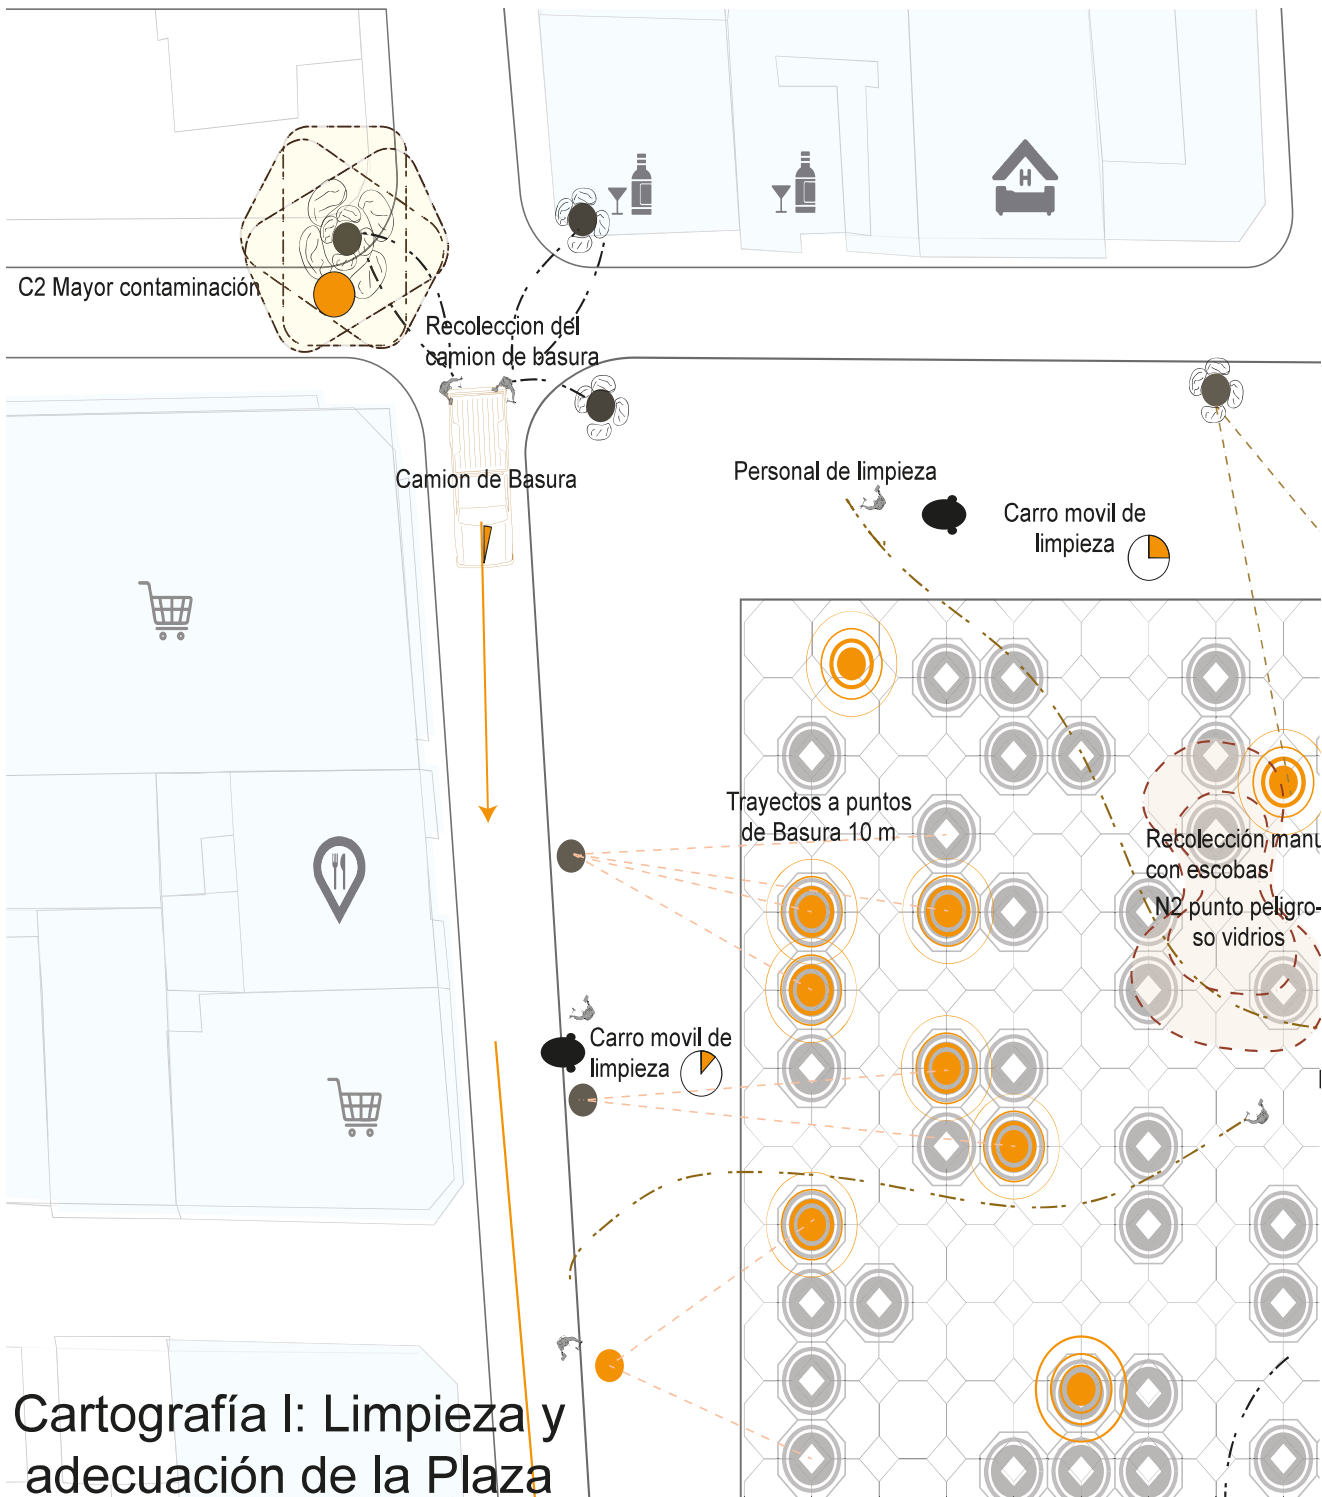 H
C2 Mayor contaminación
Recoleccion del
camion de basura
Camion de Basura
Personal de limpieza
Carro movil de
limpieza
Trayectos a puntos
de Basura 10 m
Recolección manu
con escobas
N2 punto peligro-
so vidrios
Carro movil de
limpieza
Cartografía I: Limpieza y
adecuación de la Plaza